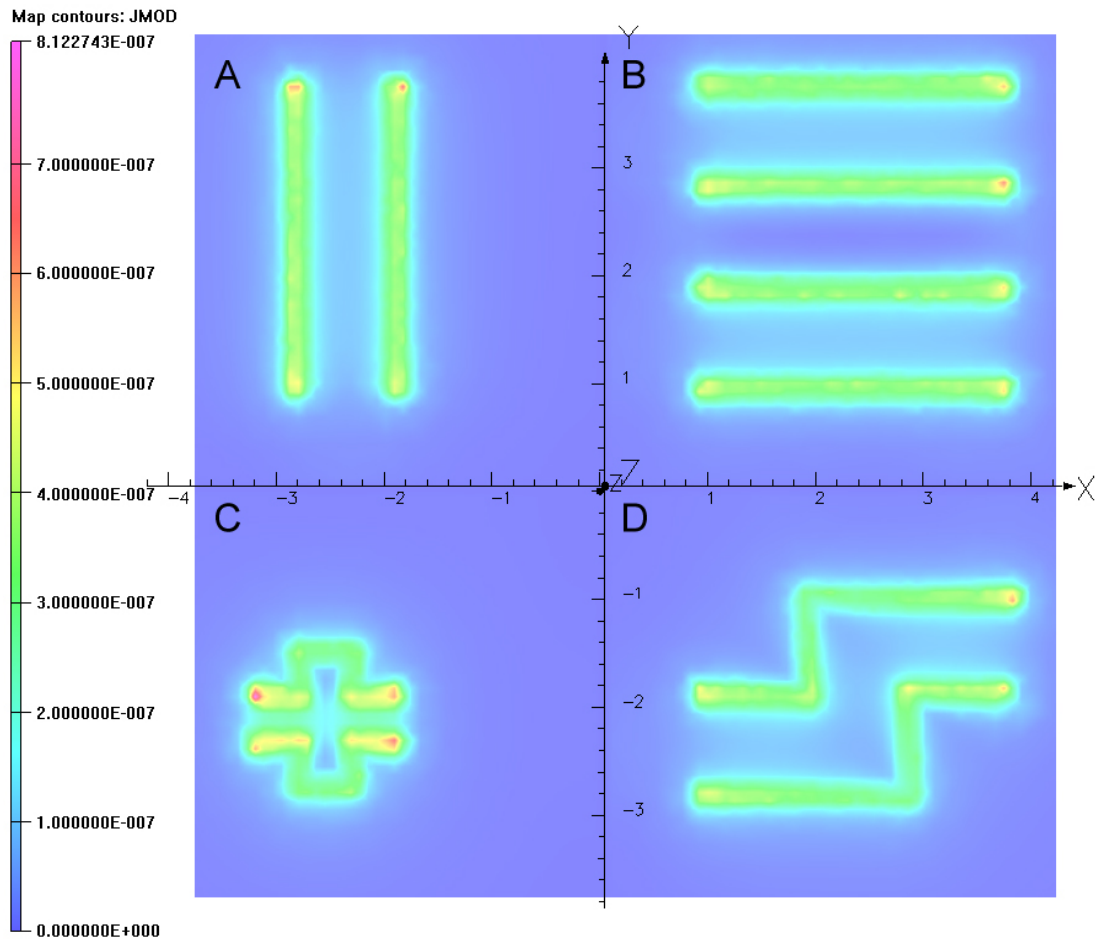 Map contours: JMOD
8.122743E-007
7.000000E-007
6.000000E-007
5.000000E-007
4.000000E-007
3.000000E-007
2.000000E-007
1.000000E-007
0.000000E+000
Y
A
B
3
2
1
Z
Z
-4
-3
-2
-1
1
2
3
4
X
C
D
-1
-2
-3